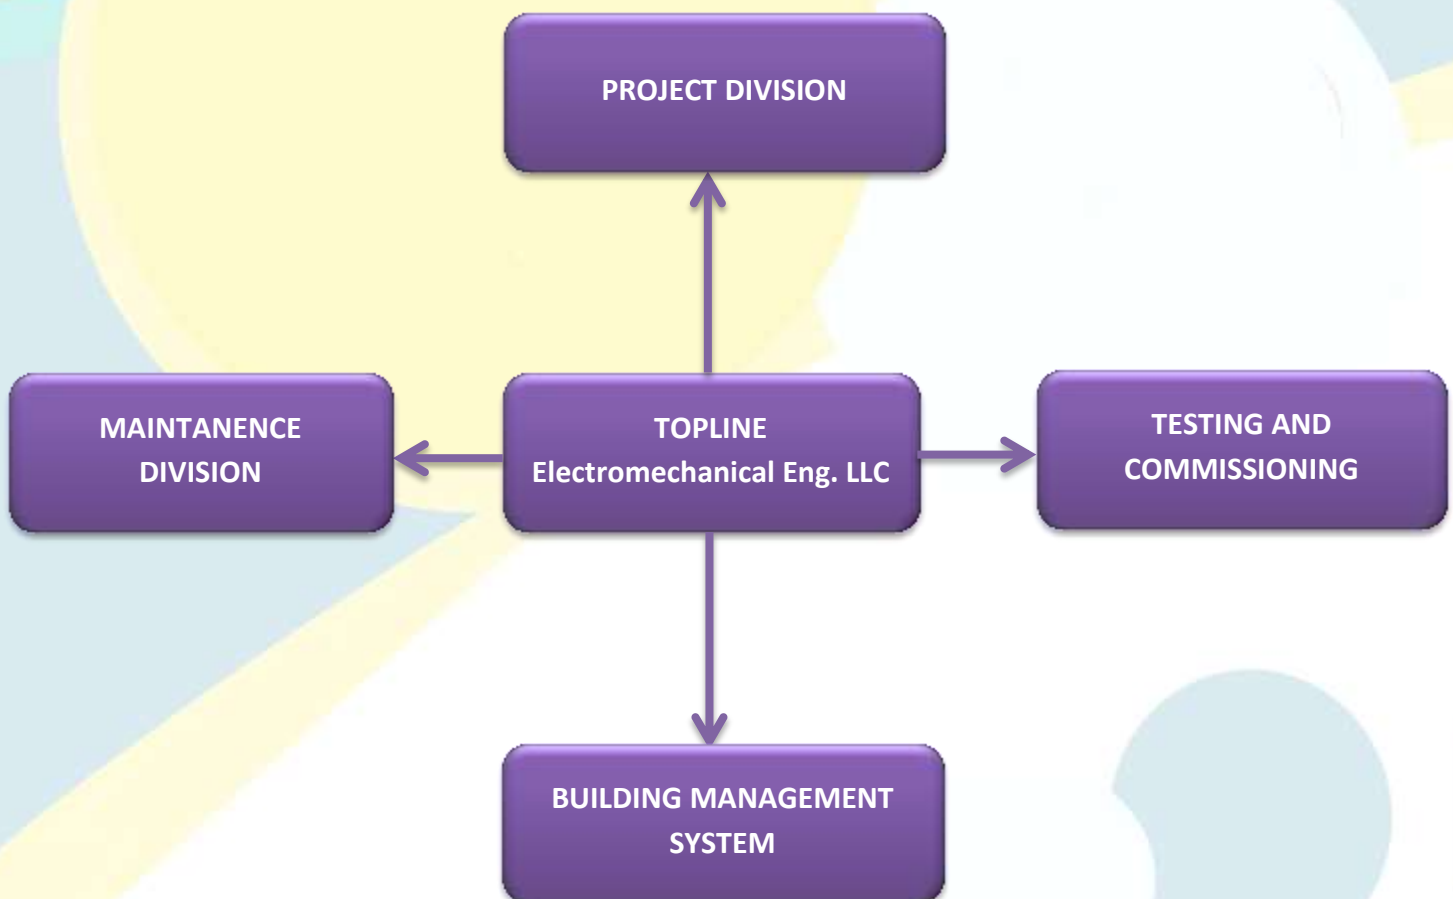 PROJECT DIVISION
MAINTANENCE
DIVISION
TOPLINE
Electromechanical Eng. LLC
TESTING AND
COMMISSIONING
BUILDING MANAGEMENT
SYSTEM